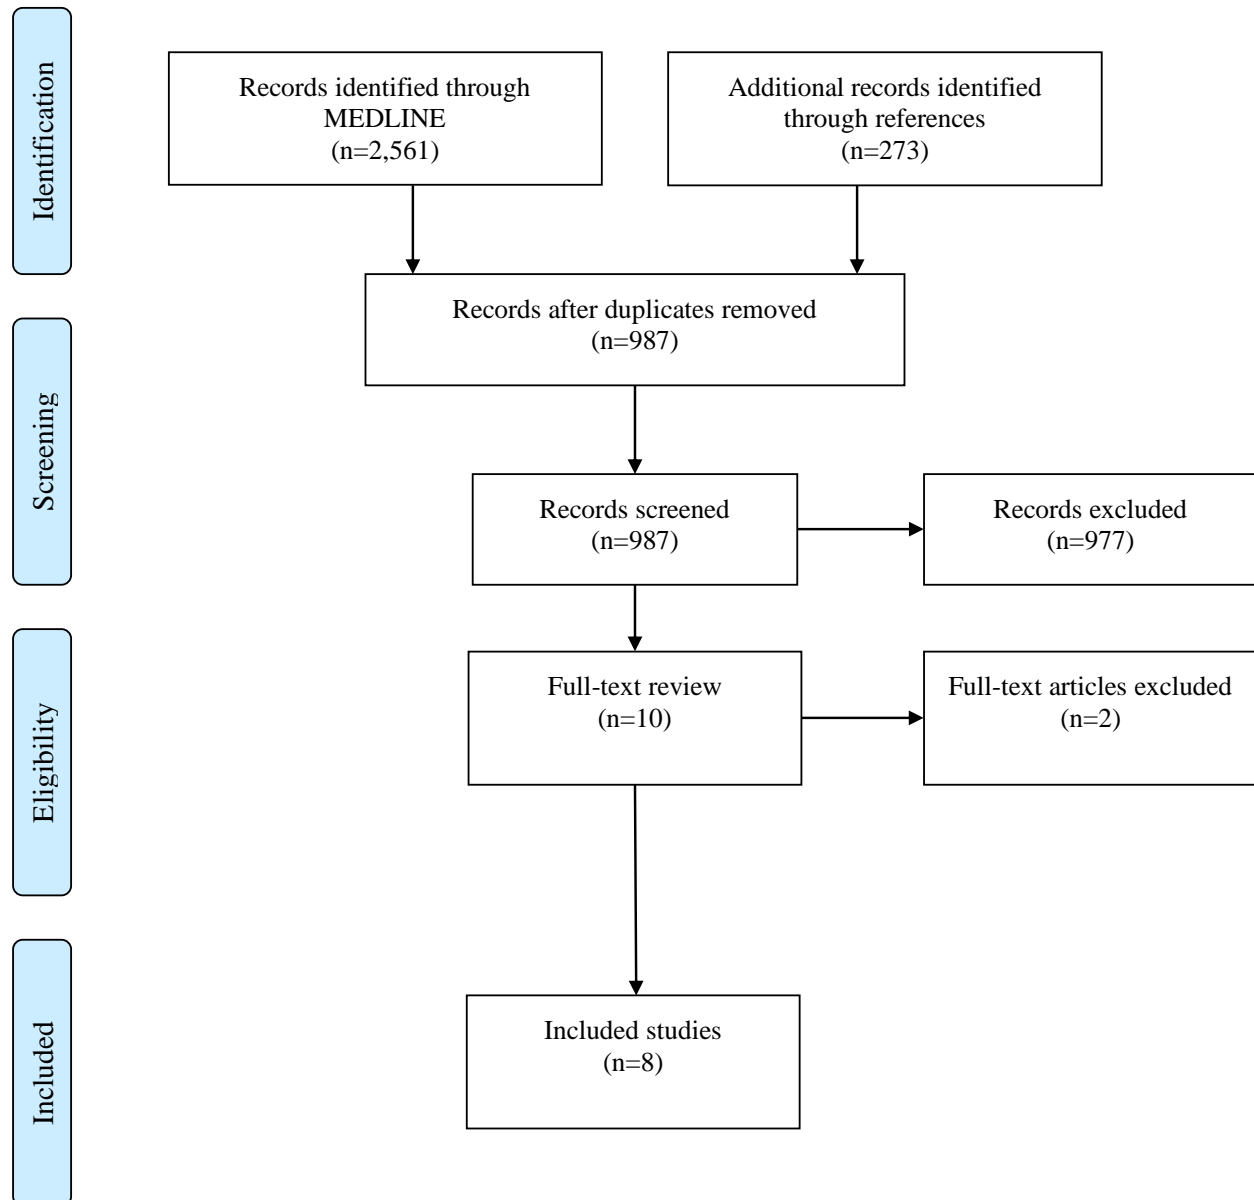 Identification
Records identified through
MEDLINE
(n=2,561)
Additional records identified
through references
(n=273)
Records after duplicates removed
(n=987)
Screening
Records screened
(n=987)
Records excluded
(n=977)
Eligibility
Full-text review
(n=10)
Full-text articles excluded
(n=2)
Included
Included studies
(n=8)